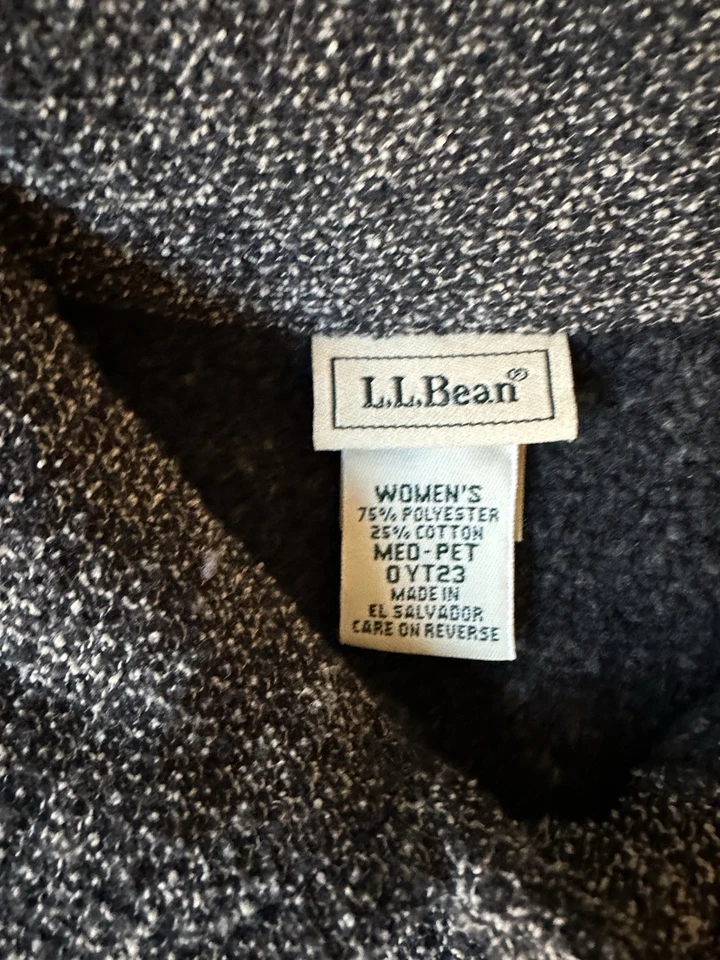 L.L.Bean®
WOMEN'S
75% POLYESTER
25% COTTON
MED-PET
0YT23
MADE IN
EL SALVADOR
CARE ON REVERSE